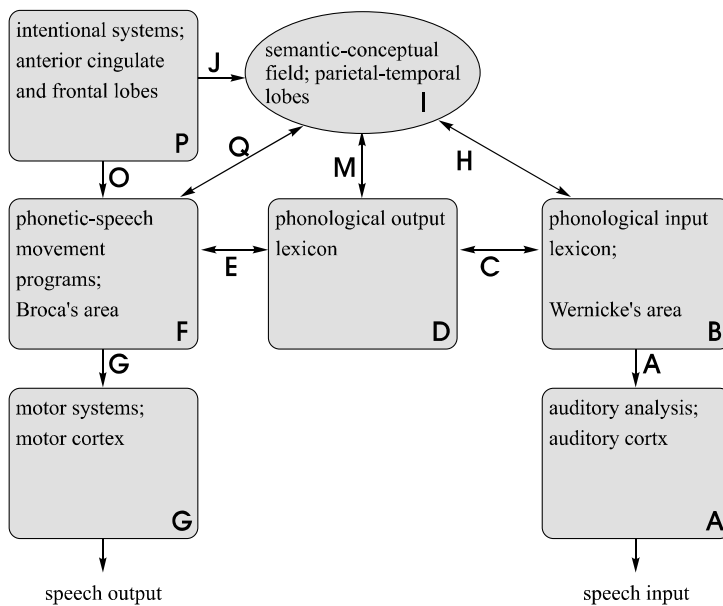 intentional systems;
anterior cingulate
and frontal lobes
P
J
semantic-conceptual
field; parietal-temporal
lobes
I
O
Q
M
H
phonetic-speech
movement
programs;
Broca's area
F
E
phonological output
lexicon
D
C
phonological input
lexicon;
Wernicke's area
B
G
A
motor systems;
motor cortex
G
auditory analysis;
auditory cortx
A
speech output
speech input